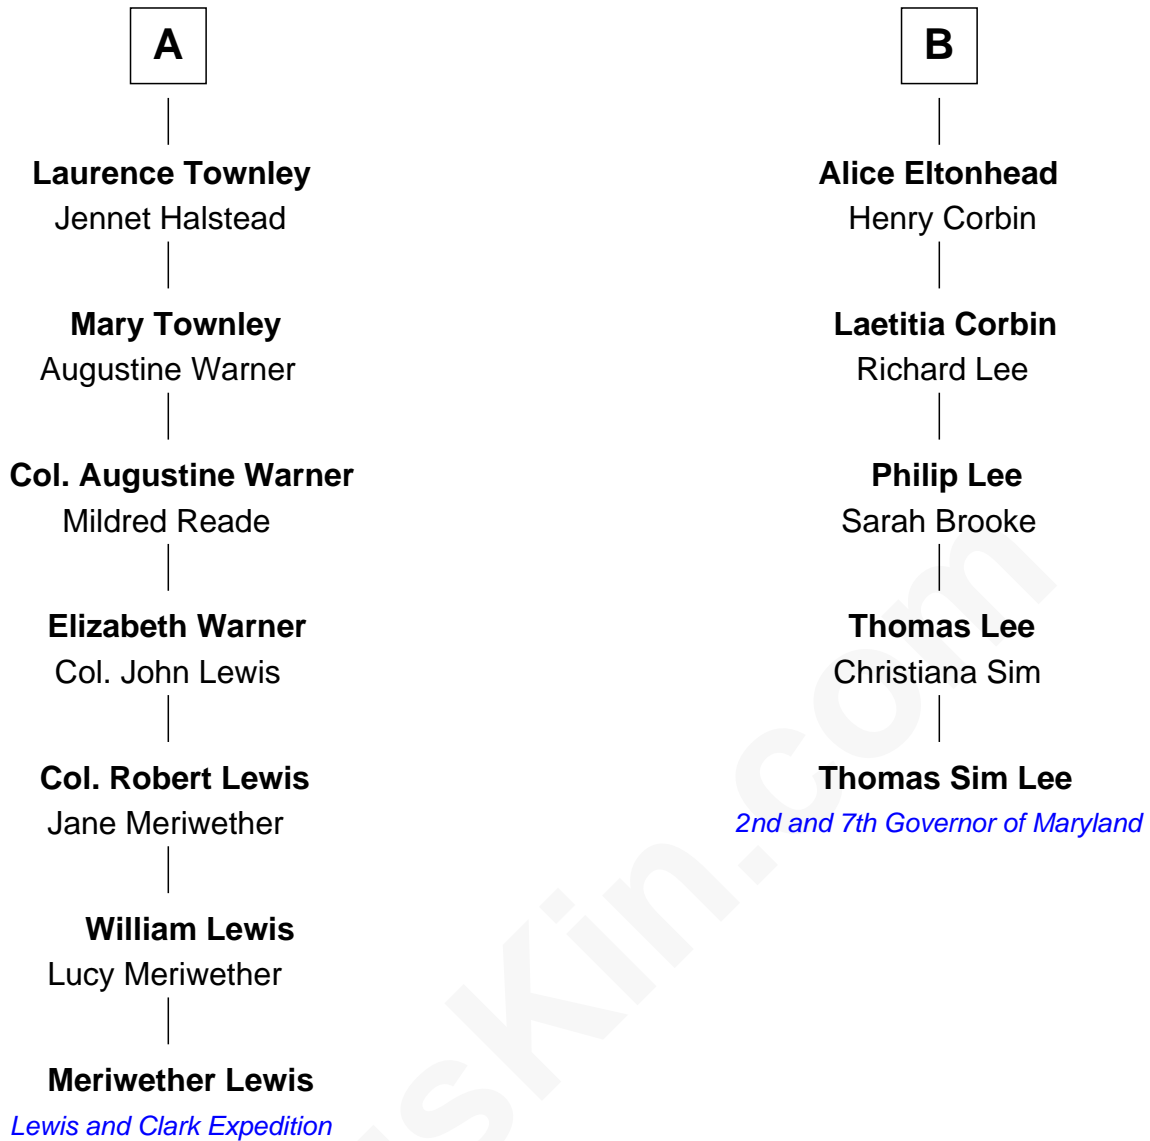 A
Laurence Townley
Jennet Halstead
Mary Townley
Augustine Warner
Col. Augustine Warner
Mildred Reade
Elizabeth Warner
Col. John Lewis
Col. Robert Lewis
Jane Meriwether
William Lewis
Lucy Meriwether
Meriwether Lewis
Lewis and Clark Expedition
B
Alice Eltonhead
Henry Corbin
Laetitia Corbin
Richard Lee
Philip Lee
Sarah Brooke
Thomas Lee
Christiana Sim
Thomas Sim Lee
2nd and 7th Governor of Maryland